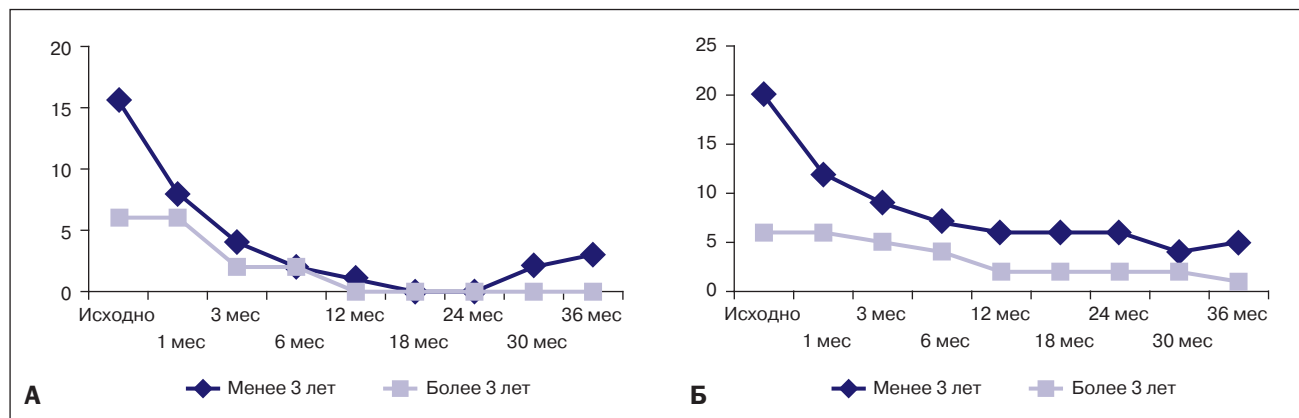 20
15
10
5
0
Исходно
3 мес
12 мес
24 мес
36 мес
1 мес
6 мес
18 мес
30 мес
А
Менее 3 лет
Более 3 лет
25
20
15
10
5
0
Исходно
3 мес
12 мес
24 мес
36 мес
1 мес
6 мес
18 мес
30 мес
Б
Менее 3 лет
Более 3 лет